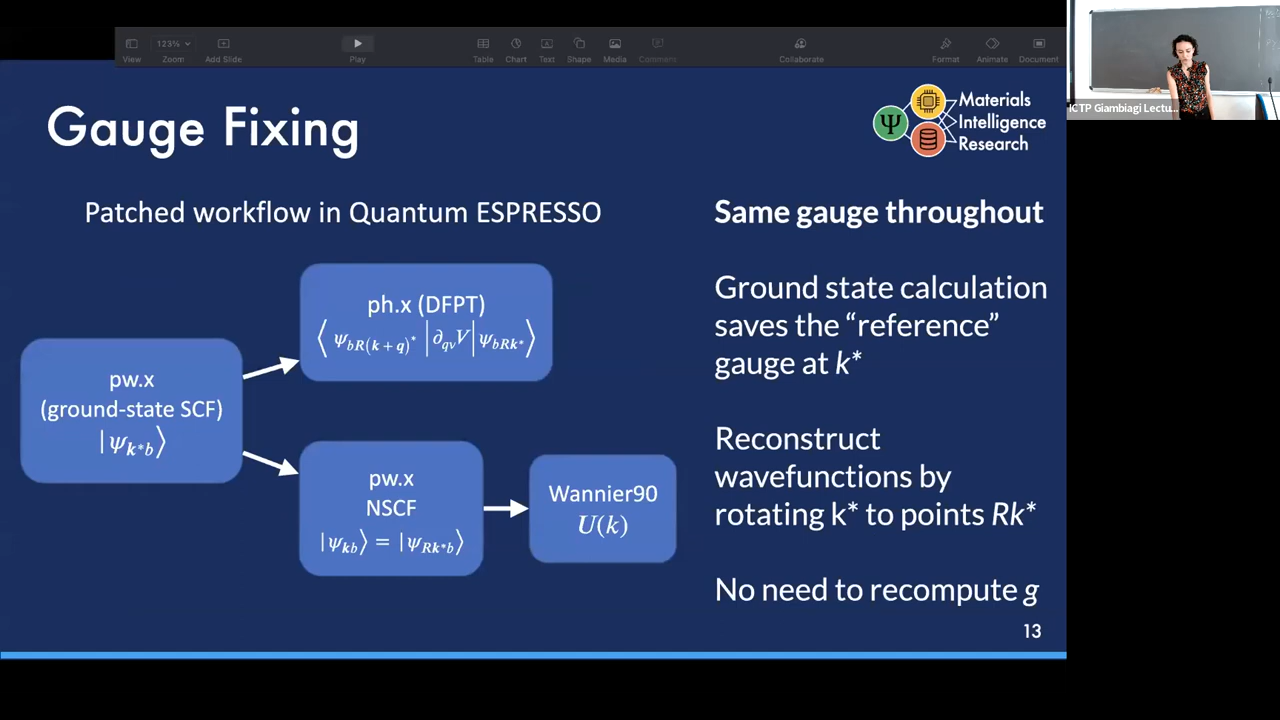 123%
View
Zoom
Add Slide
Play
Table
Chart
Text
Shape
Media
Comment
Collaborate
Format
Animate
Document
ICTP Giambiagi Lectu...
Gauge Fixing
Ψ
Materials
Intelligence
Research
Patched workflow in Quantum ESPRESSO
pw.x
(ground-state SCF)
|ψ_{k*b}⟩
ph.x (DFPT)
⟨ψ_{bR(k+q)*}|∂_{qν}V|ψ_{bRk*}⟩
pw.x
NSCF
|ψ_{kb}⟩ = |ψ_{Rk*b}⟩
Wannier90
U(k)
Same gauge throughout
Ground state calculation
saves the “reference”
gauge at k*
Reconstruct
wavefunctions by
rotating k* to points Rk*
No need to recompute g
13